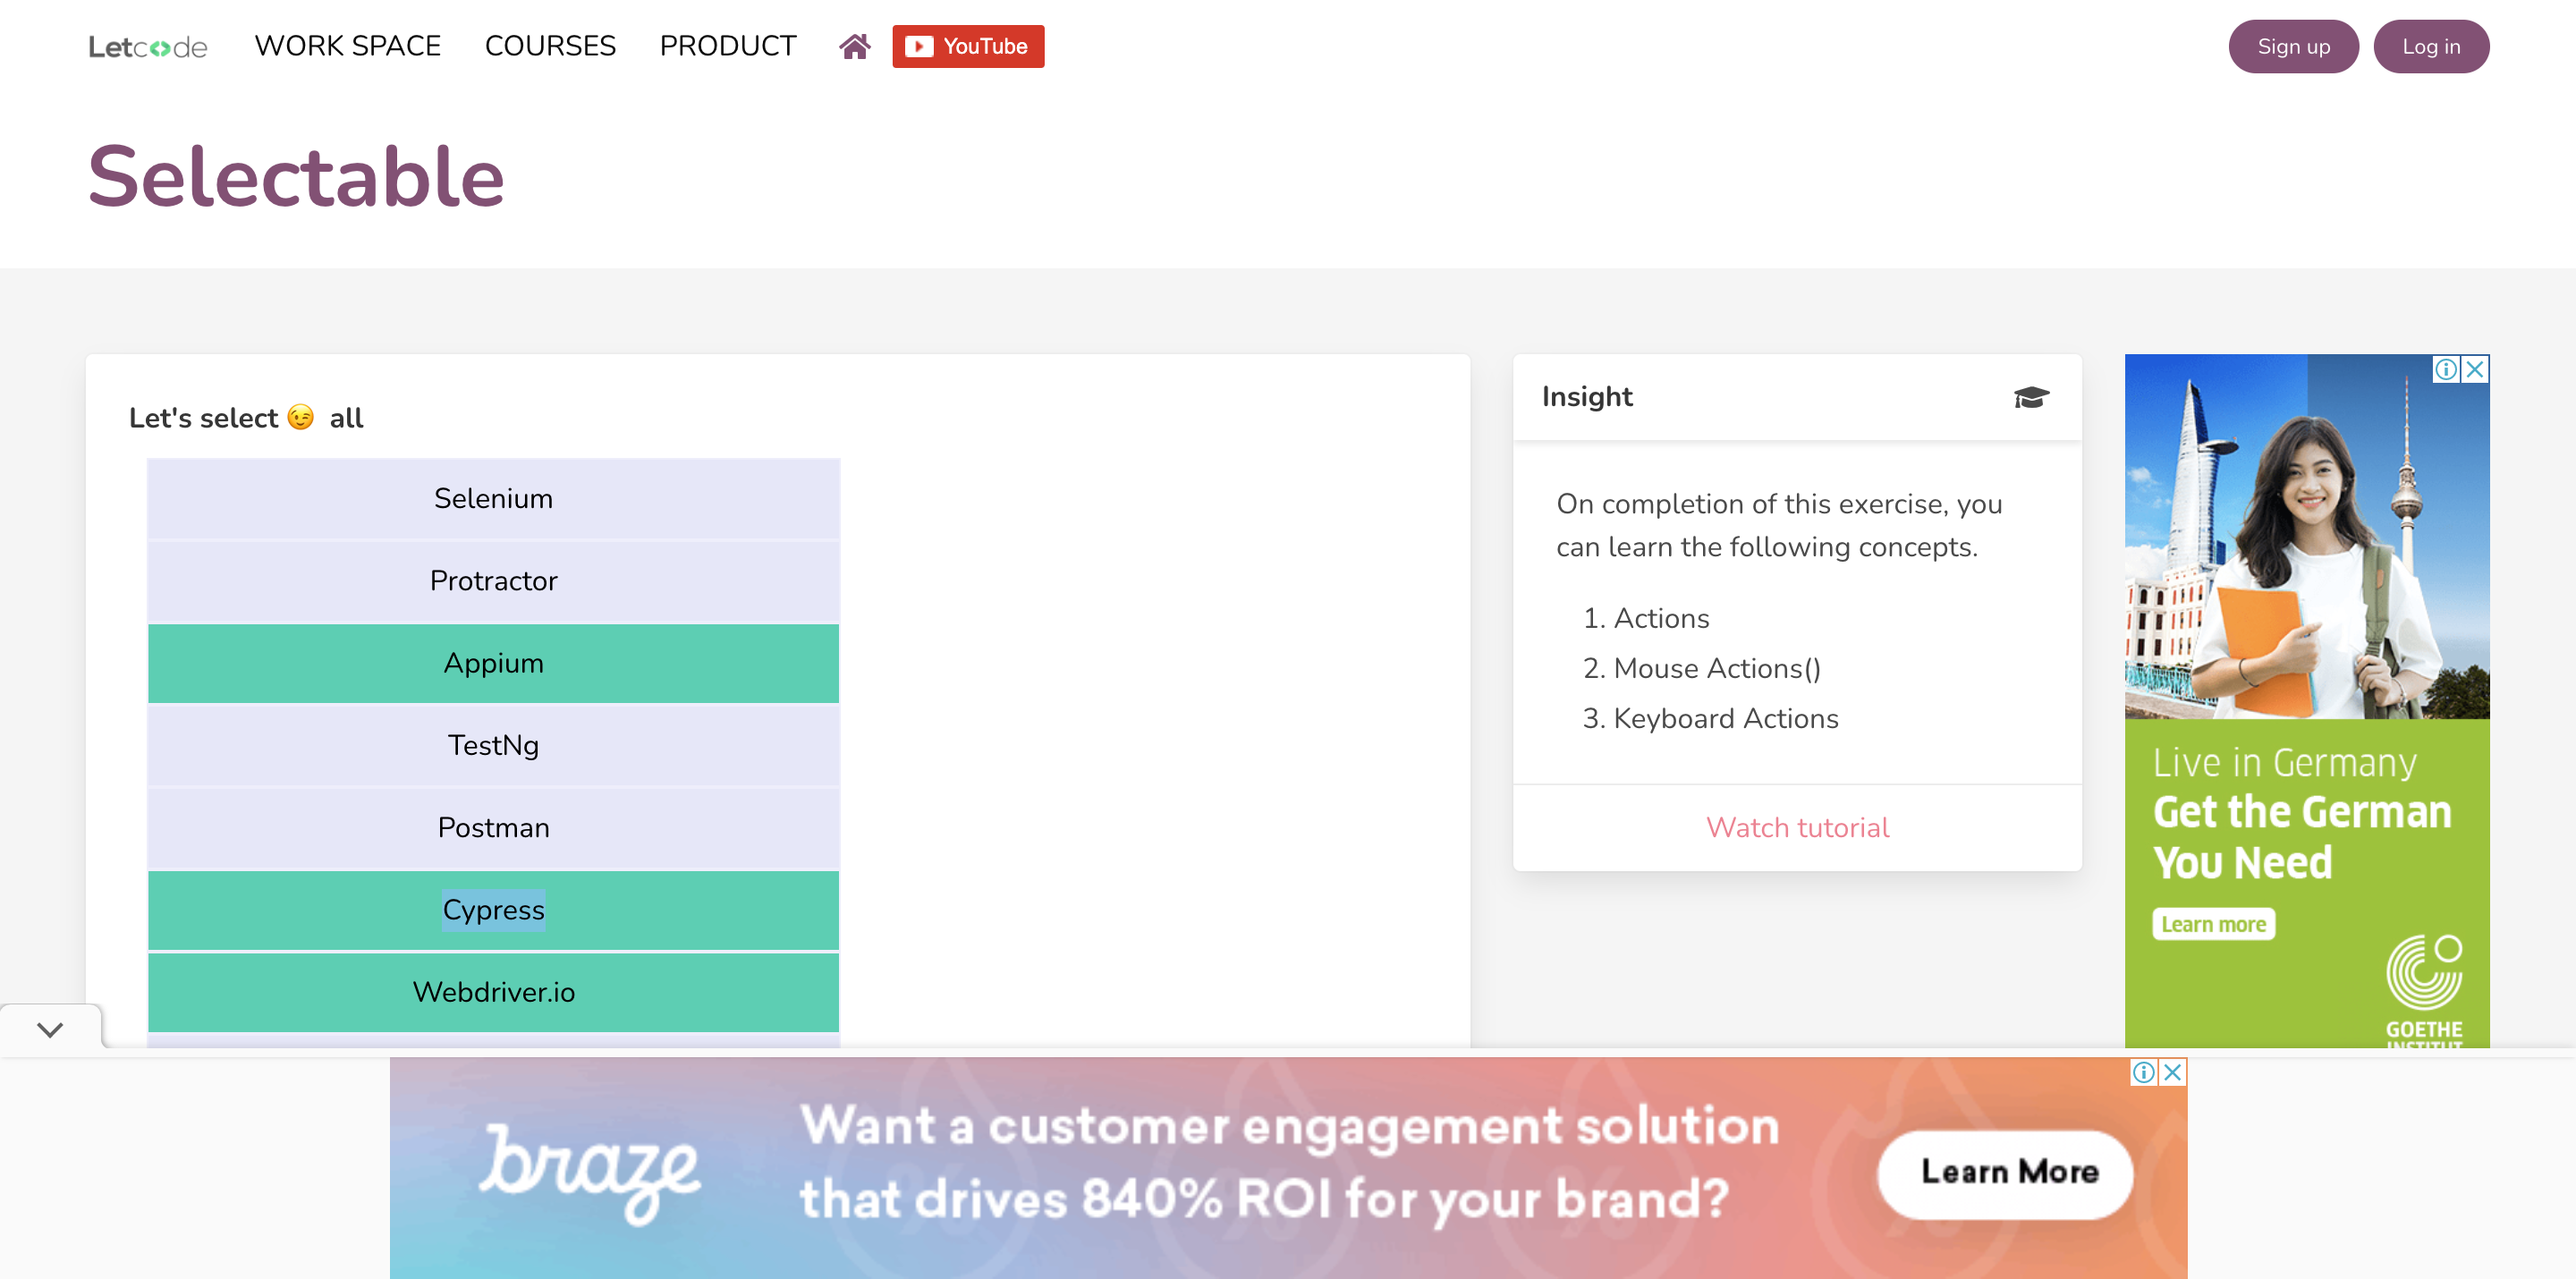 Letcode WORK SPACE COURSES PRODUCT YouTube Sign up Log in
Selectable
Let's select 😉 all
Selenium
Protractor
Appium
TestNg
Postman
Cypress
Webdriver.io
Insight
On completion of this exercise, you
can learn the following concepts.
1. Actions
2. Mouse Actions()
3. Keyboard Actions
Watch tutorial
Live in Germany
Get the German
You Need
Learn more
GOETHE
INSTITUT
braze
Want a customer engagement solution
that drives 840% ROI for your brand?
Learn More